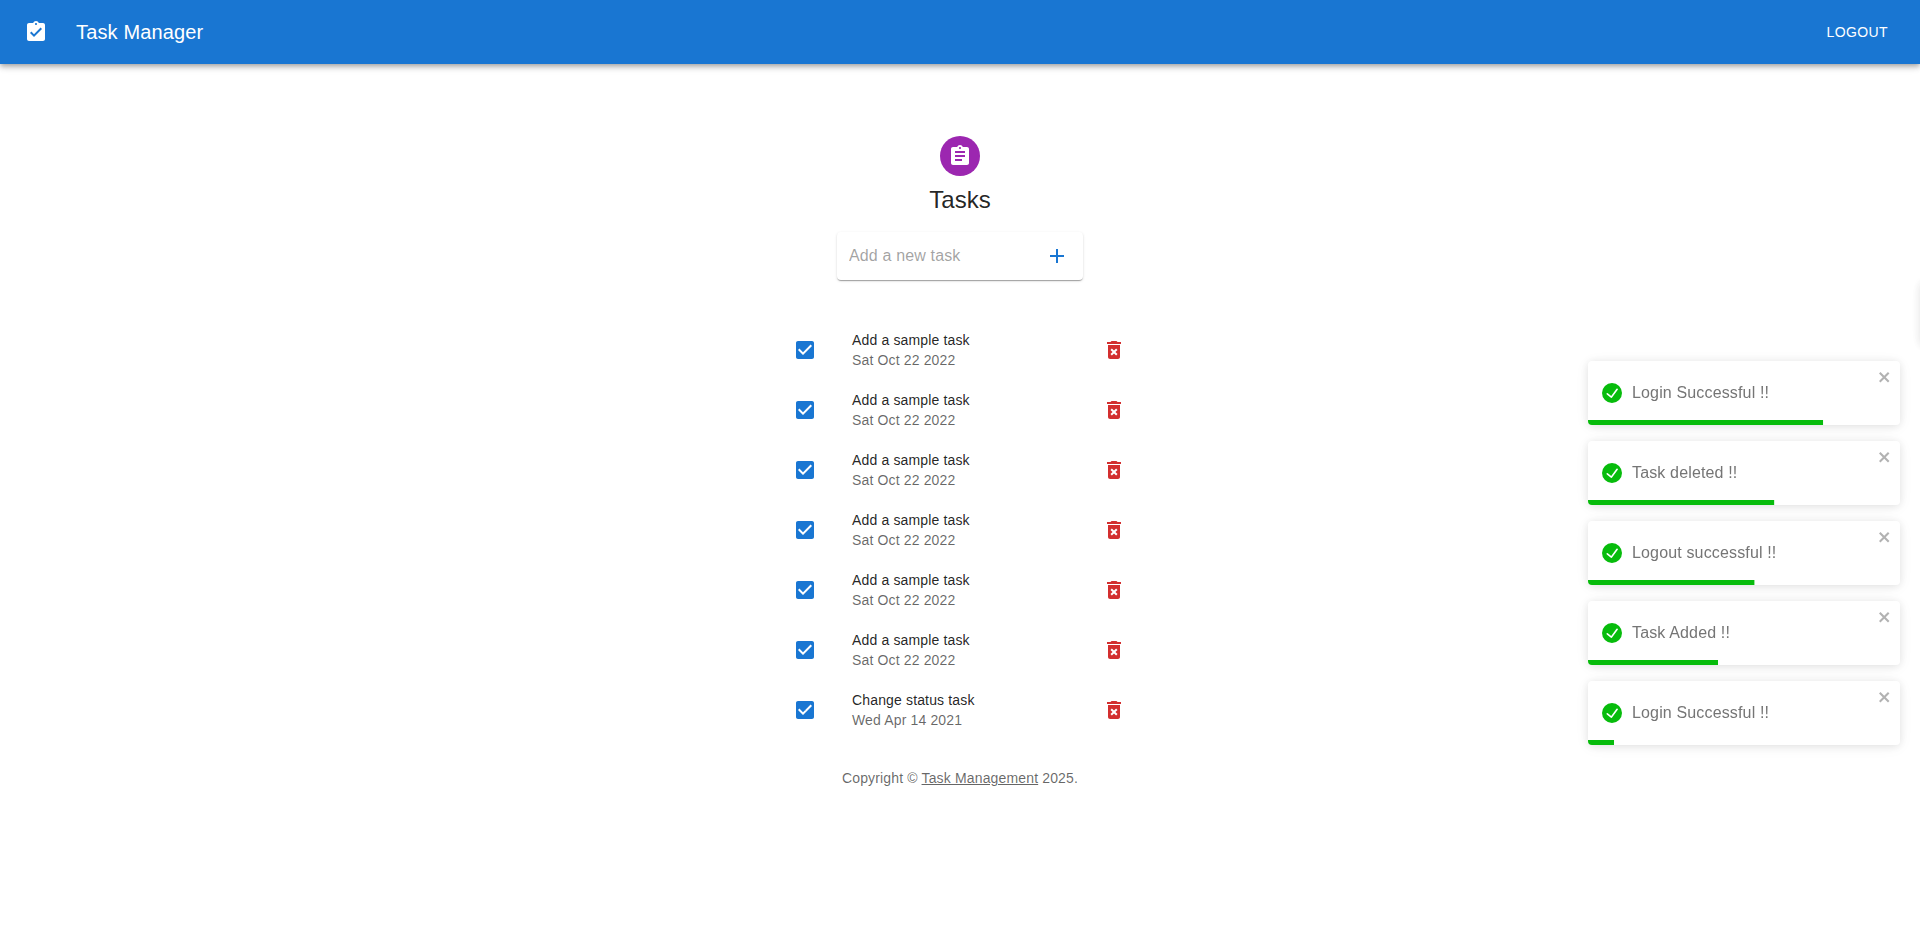 Task Manager
LOGOUT
Tasks
Add a new task
Add a sample task
Sat Oct 22 2022
Add a sample task
Sat Oct 22 2022
Add a sample task
Sat Oct 22 2022
Add a sample task
Sat Oct 22 2022
Add a sample task
Sat Oct 22 2022
Add a sample task
Sat Oct 22 2022
Change status task
Wed Apr 14 2021
Copyright © Task Management 2025.
Login Successful !!
Task deleted !!
Logout successful !!
Task Added !!
Login Successful !!